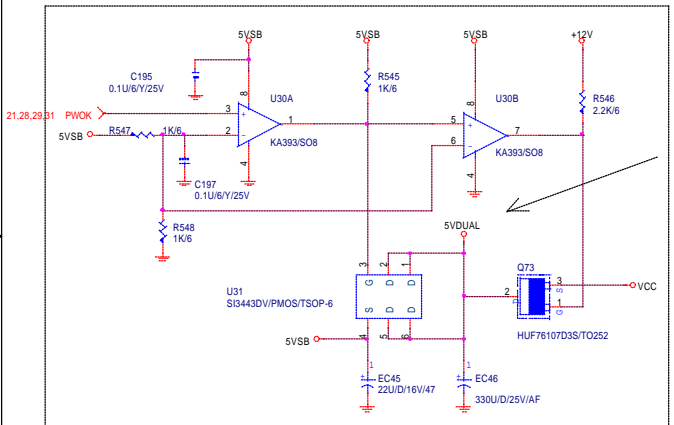 5VSB 5VSB 5VSB +12V
C195
0.1U/6/Y/25V
U30A
R545
1K/6
U30B
R546
2.2K/6
8
8
21,28,29,31 PWOK
3
+
1
5
+
7
5VSB
R547
1K/6
2
-
6
-
KA393/SO8
KA393/SO8
4
4
C197
0.1U/6/Y/25V
R548
1K/6
5VDUAL
3 2 1
G D D
S D D
4 5 6
U31
SI3443DV/PMOS/TSOP-6
Q73
2
D
3
S
1
G
VCC
HUF76107D3S/TO252
5VSB
1
+
EC45
22U/D/16V/47
1
+
EC46
330U/D/25V/AF